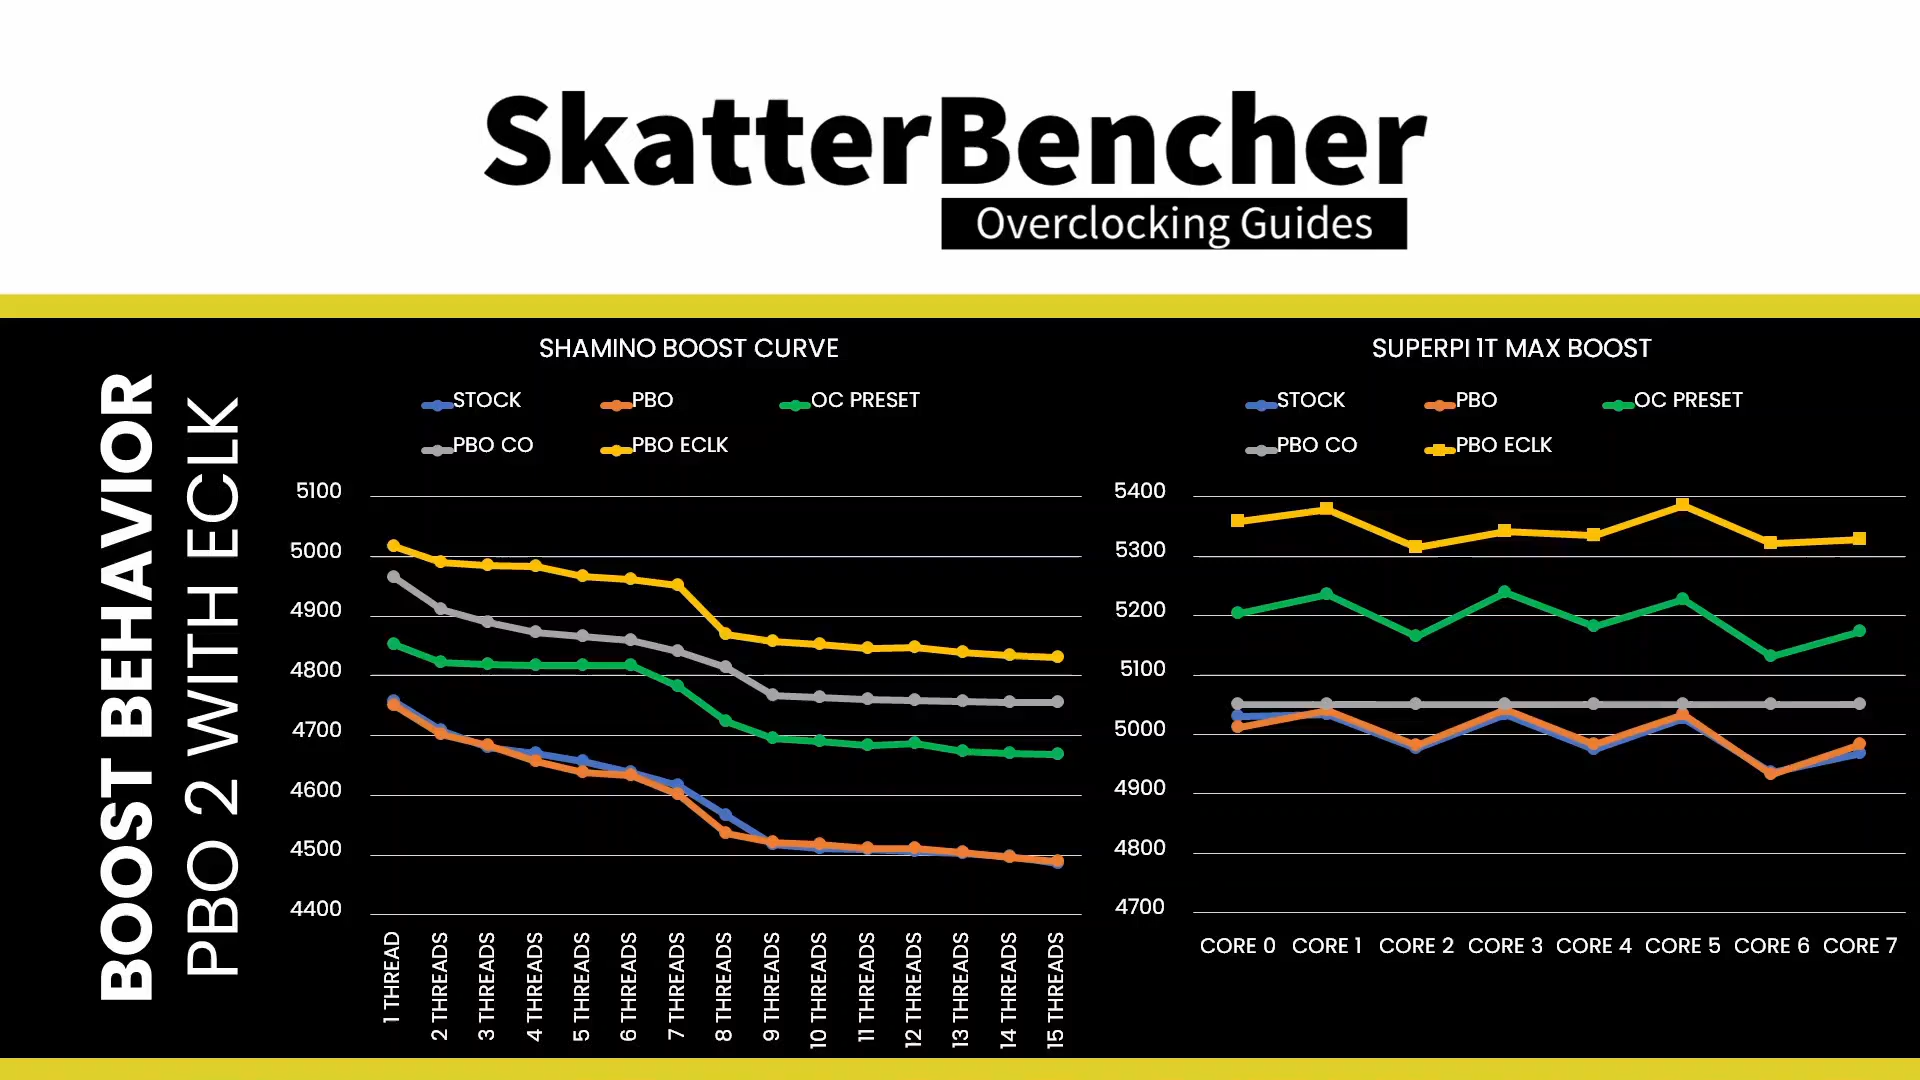 SkatterBencher
Overclocking Guides
BOOST BEHAVIOR
PBO 2 WITH ECLK
SHAMINO BOOST CURVE
STOCK PBO OC PRESET
PBO CO PBO ECLK
5100
5000
4900
4800
4700
4600
4500
4400
1 THREAD
2 THREADS
3 THREADS
4 THREADS
5 THREADS
6 THREADS
7 THREADS
8 THREADS
9 THREADS
10 THREADS
11 THREADS
12 THREADS
13 THREADS
14 THREADS
15 THREADS
SUPERPI 1T MAX BOOST
STOCK PBO OC PRESET
PBO CO PBO ECLK
5400
5300
5200
5100
5000
4900
4800
4700
CORE 0 CORE 1 CORE 2 CORE 3 CORE 4 CORE 5 CORE 6 CORE 7